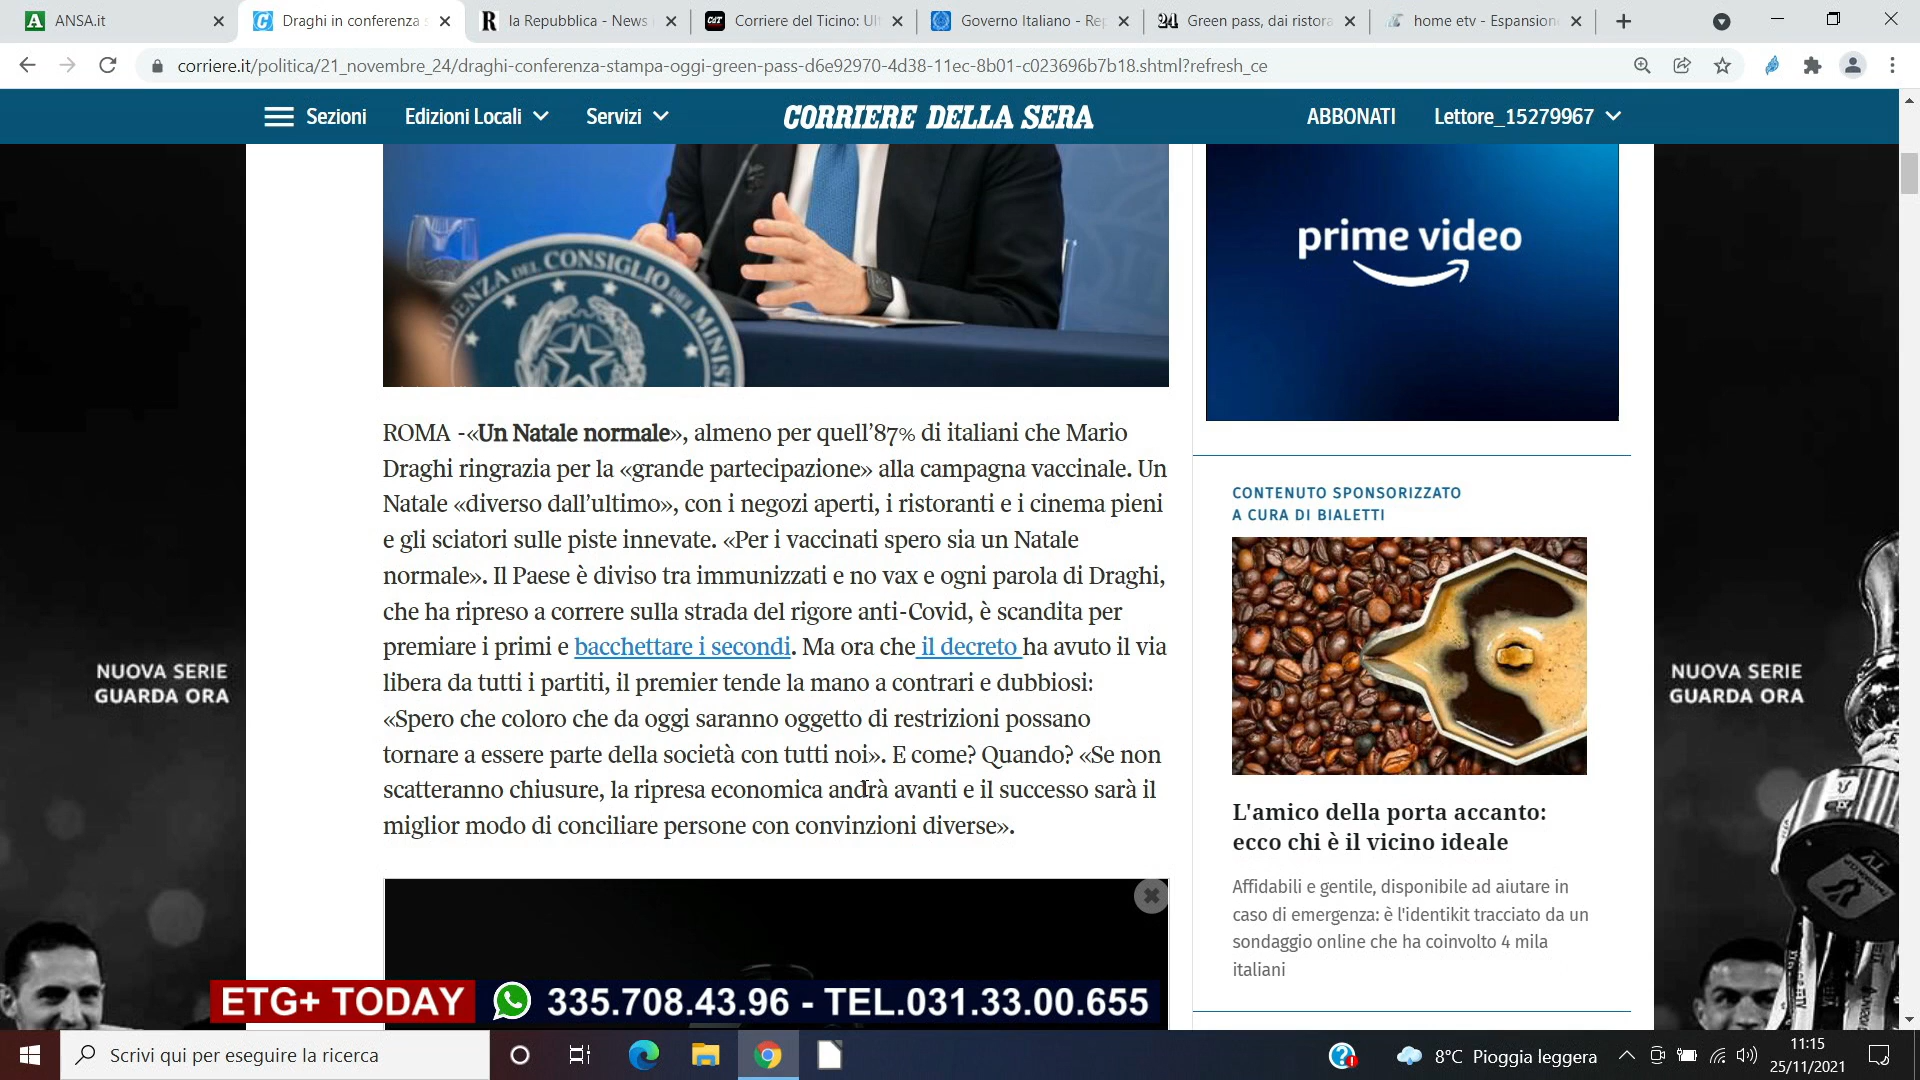 ANSA.it
Draghi in conferenza s
la Repubblica - News i
Corriere del Ticino: Ult
Governo Italiano - Rep
Green pass, dai ristora
home etv - Espansione
corriere.it/politica/21_novembre_24/draghi-conferenza-stampa-oggi-green-pass-d6e92970-4d38-11ec-8b01-c023696b7b18.shtml?refresh_ce
Sezioni
Edizioni Locali
Servizi
CORRIERE DELLA SERA
ABBONATI
Lettore_15279967
IDENZA DEL CONSIGLIO DEI MINIST
prime video
ROMA -«Un Natale normale», almeno per quell’87% di italiani che Mario
Draghi ringrazia per la «grande partecipazione» alla campagna vaccinale. Un
Natale «diverso dall’ultimo», con i negozi aperti, i ristoranti e i cinema pieni
e gli sciatori sulle piste innevate. «Per i vaccinati spero sia un Natale
normale». Il Paese è diviso tra immunizzati e no vax e ogni parola di Draghi,
che ha ripreso a correre sulla strada del rigore anti-Covid, è scandita per
premiare i primi e bacchettare i secondi. Ma ora che il decreto ha avuto il via
libera da tutti i partiti, il premier tende la mano a contrari e dubbiosi:
«Spero che coloro che da oggi saranno oggetto di restrizioni possano
tornare a essere parte della società con tutti noi». E come? Quando? «Se non
scatteranno chiusure, la ripresa economica andrà avanti e il successo sarà il
miglior modo di conciliare persone con convinzioni diverse».
CONTENUTO SPONSORIZZATO
A CURA DI BIALETTI
L'amico della porta accanto:
ecco chi è il vicino ideale
Affidabili e gentile, disponibile ad aiutare in
caso di emergenza: è l'identikit tracciato da un
sondaggio online che ha coinvolto 4 mila
italiani
NUOVA SERIE
GUARDA ORA
NUOVA SERIE
GUARDA ORA
ETG+ TODAY
335.708.43.96 - TEL.031.33.00.655
Scrivi qui per eseguire la ricerca
8°C Pioggia leggera
11:15
25/11/2021